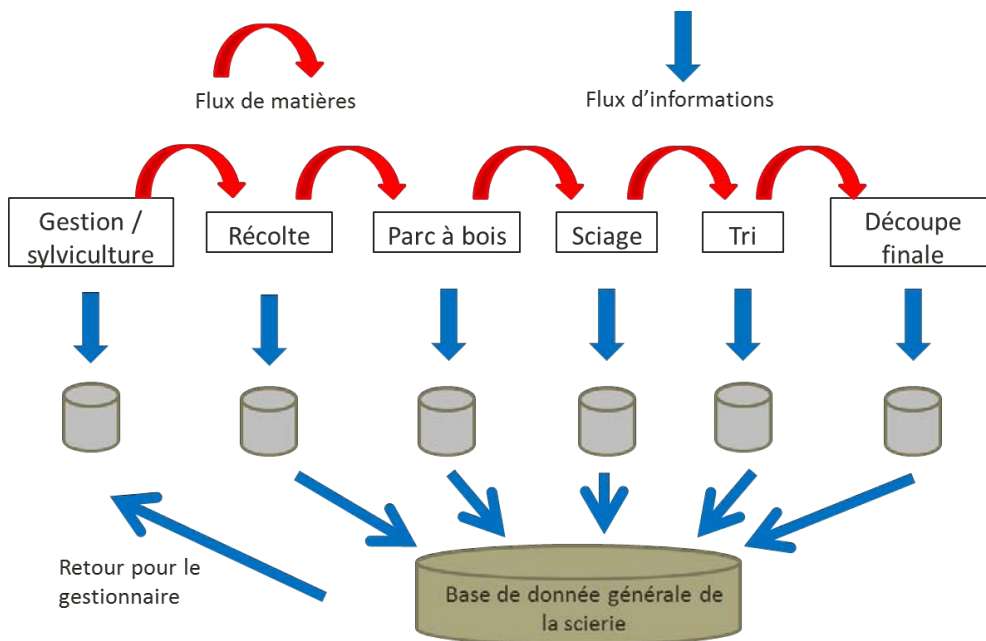 Flux de matières
Flux d'informations
Gestion /
sylviculture
Récolte
Parc à bois
Sciage
Tri
Découpe
finale
Retour pour le
gestionnaire
Base de donnée générale de
la scierie